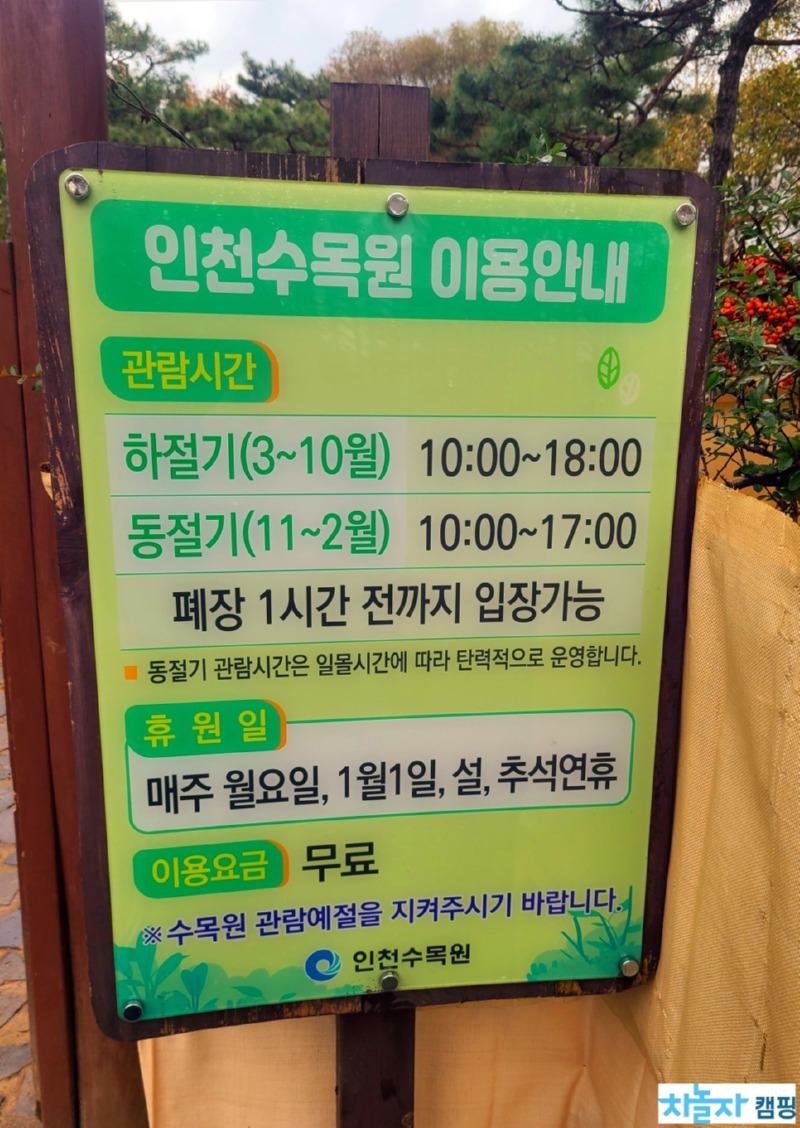 인천수목원 이용안내
관람시간
하절기(3~10월) 10:00~18:00
동절기(11~2월) 10:00~17:00
폐장 1시간 전까지 입장가능
■ 동절기 관람시간은 일몰시간에 따라 탄력적으로 운영합니다.
휴 원 일
매주 월요일, 1월1일, 설, 추석연휴
이용요금 무료
※ 수목원 관람예절을 지켜주시기 바랍니다.
인천수목원
차놀자 캠핑